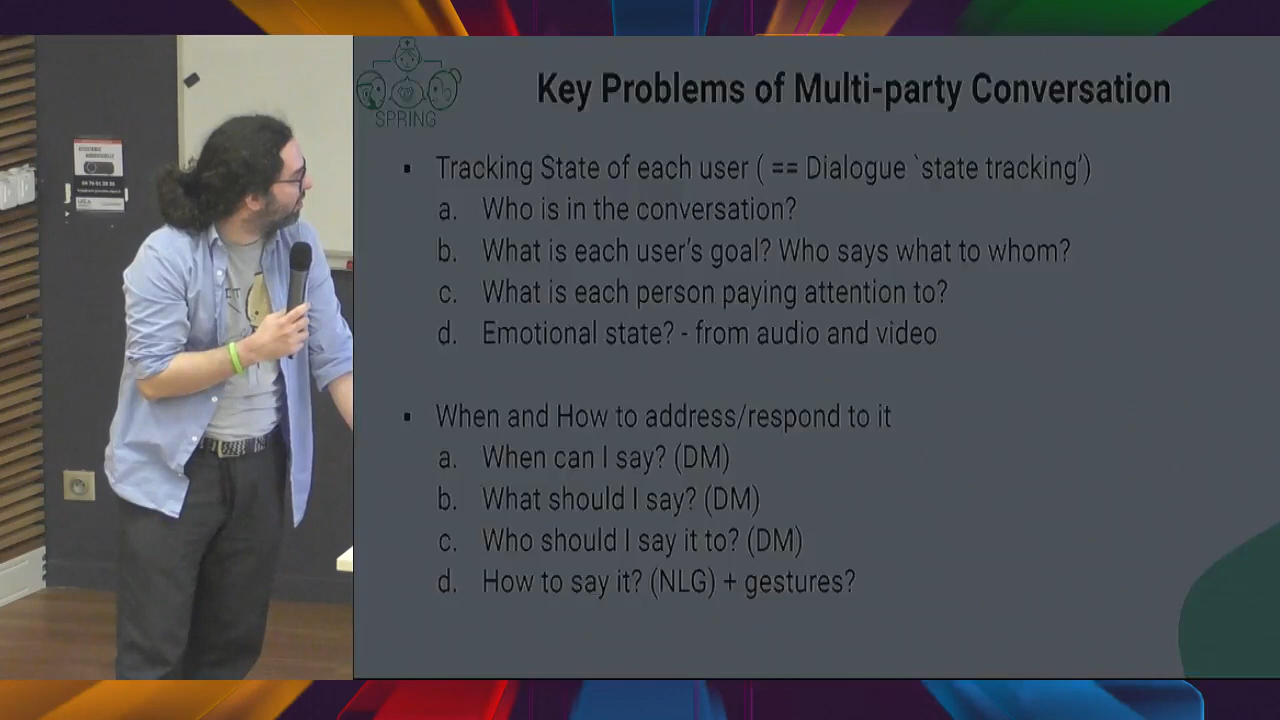 SPRING
Key Problems of Multi-party Conversation
▪ Tracking State of each user ( == Dialogue `state tracking')
a. Who is in the conversation?
b. What is each user's goal? Who says what to whom?
c. What is each person paying attention to?
d. Emotional state? - from audio and video
▪ When and How to address/respond to it
a. When can I say? (DM)
b. What should I say? (DM)
c. Who should I say it to? (DM)
d. How to say it? (NLG) + gestures?
ASSISTANCE
AUDIOVISUELLE